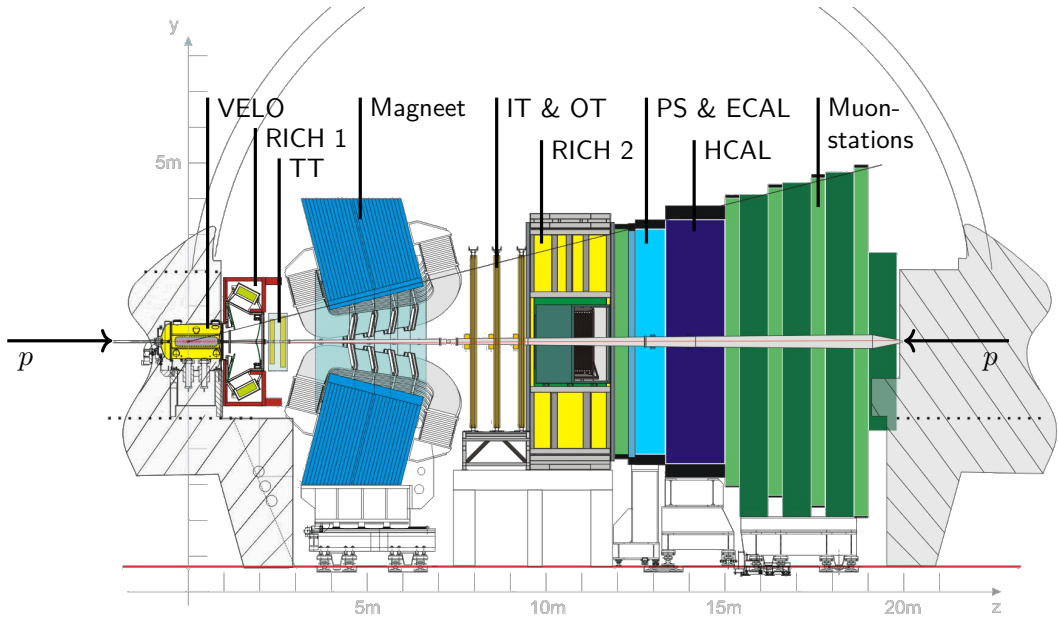 y
VELO
Magneet
IT & OT
PS & ECAL
Muon-
stations
RICH 1
RICH 2
HCAL
TT
5m
p
p
5m
10m
15m
20m
z